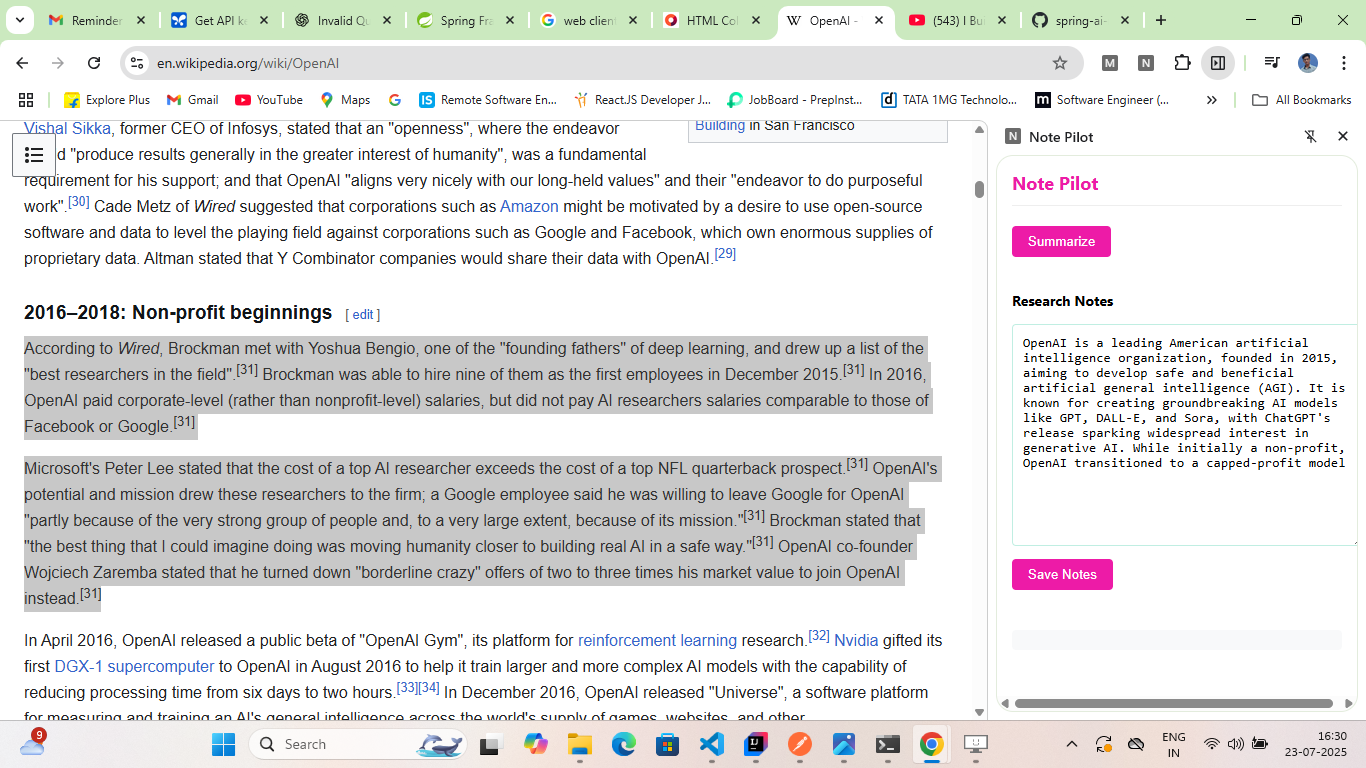 Reminder
Get API ke
Invalid Qu
Spring Fra
web clien
HTML Col
OpenAI -
(543) I Bui
spring-ai-
en.wikipedia.org/wiki/OpenAI
M
N
Explore Plus
Gmail
YouTube
Maps
Remote Software En...
ReactJS Developer J...
JobBoard - PrepInst...
TATA 1MG Technolo...
Software Engineer (...
»
All Bookmarks
Vishal Sikka, former CEO of Infosys, stated that an "openness", where the endeavor
"produce results generally in the greater interest of humanity", was a fundamental
requirement for his support; and that OpenAI "aligns very nicely with our long-held values" and their "endeavor to do purposeful
work".[30] Cade Metz of Wired suggested that corporations such as Amazon might be motivated by a desire to use open-source
software and data to level the playing field against corporations such as Google and Facebook, which own enormous supplies of
proprietary data. Altman stated that Y Combinator companies would share their data with OpenAI.[29]
Building in San Francisco
2016–2018: Non-profit beginnings [ edit ]
According to Wired, Brockman met with Yoshua Bengio, one of the "founding fathers" of deep learning, and drew up a list of the
"best researchers in the field".[31] Brockman was able to hire nine of them as the first employees in December 2015.[31] In 2016,
OpenAI paid corporate-level (rather than nonprofit-level) salaries, but did not pay AI researchers salaries comparable to those of
Facebook or Google.[31]
Microsoft's Peter Lee stated that the cost of a top AI researcher exceeds the cost of a top NFL quarterback prospect.[31] OpenAI's
potential and mission drew these researchers to the firm; a Google employee said he was willing to leave Google for OpenAI
"partly because of the very strong group of people and, to a very large extent, because of its mission."[31] Brockman stated that
"the best thing that I could imagine doing was moving humanity closer to building real AI in a safe way."[31] OpenAI co-founder
Wojciech Zaremba stated that he turned down "borderline crazy" offers of two to three times his market value to join OpenAI
instead.[31]
In April 2016, OpenAI released a public beta of "OpenAI Gym", its platform for reinforcement learning research.[32] Nvidia gifted its
first DGX-1 supercomputer to OpenAI in August 2016 to help it train larger and more complex AI models with the capability of
reducing processing time from six days to two hours.[33][34] In December 2016, OpenAI released "Universe", a software platform
for measuring and training an AI's general intelligence across the world's supply of games, websites, and other
N Note Pilot
Note Pilot
Summarize
Research Notes
OpenAI is a leading American artificial
intelligence organization, founded in 2015,
aiming to develop safe and beneficial
artificial general intelligence (AGI). It is
known for creating groundbreaking AI models
like GPT, DALL-E, and Sora, with ChatGPT's
release sparking widespread interest in
generative AI. While initially a non-profit,
OpenAI transitioned to a capped-profit model
Save Notes
9
Search
ENG
IN
16:30
23-07-2025